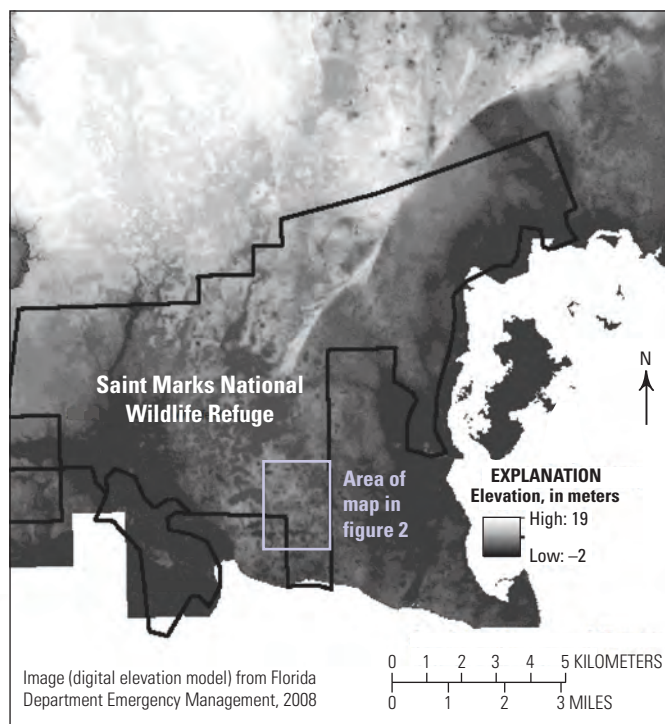 Saint Marks National
Wildlife Refuge
Area of
map in
figure 2
N
EXPLANATION
Elevation, in meters
High: 19
Low: –2
Image (digital elevation model) from Florida
Department Emergency Management, 2008
0 1 2 3 4 5 KILOMETERS
0 1 2 3 MILES